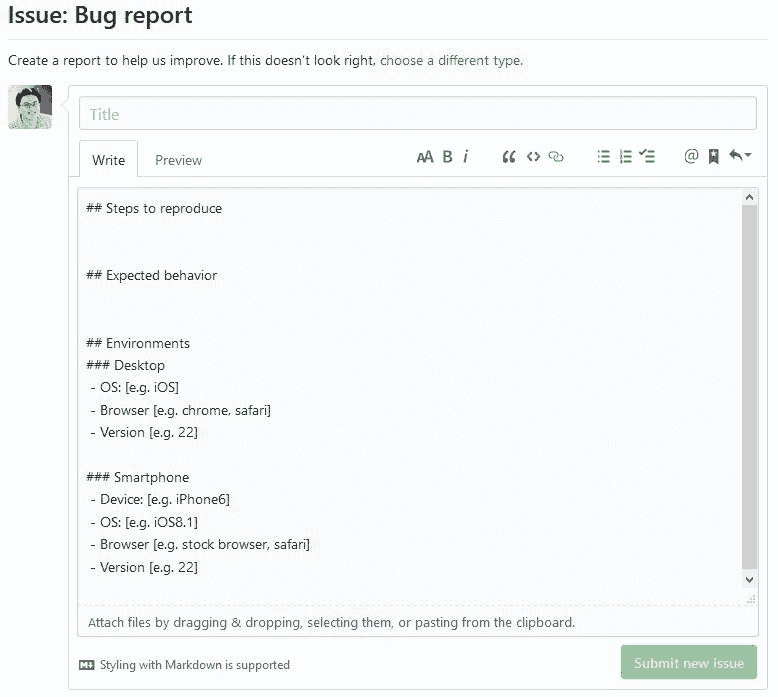 Issue: Bug report
Create a report to help us improve. If this doesn't look right, choose a different type.
Title
Write
Preview
AA B i
## Steps to reproduce
## Expected behavior
## Environments
### Desktop
- OS: [e.g. iOS]
- Browser [e.g. chrome, safari]
- Version [e.g. 22]
### Smartphone
- Device: [e.g. iPhone6]
- OS: [e.g. iOS8.1]
- Browser [e.g. stock browser, safari]
- Version [e.g. 22]
Attach files by dragging & dropping, selecting them, or pasting from the clipboard.
Styling with Markdown is supported
Submit new issue